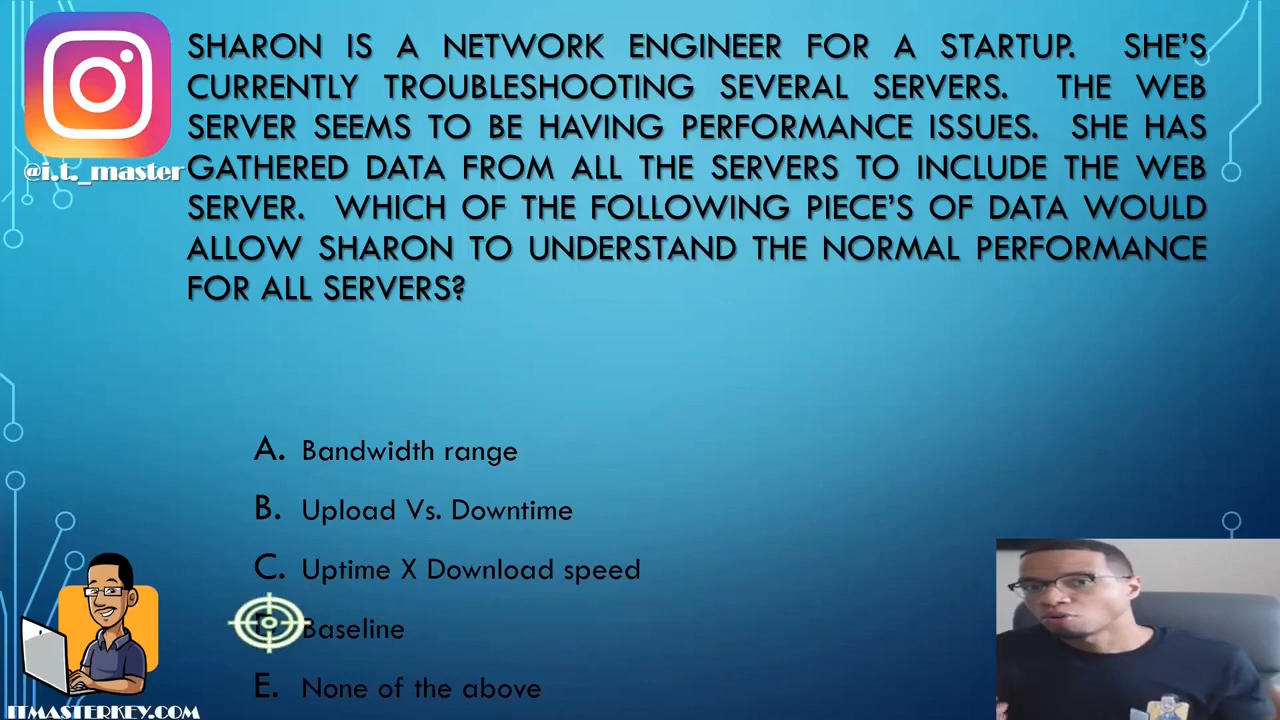 SHARON IS A NETWORK ENGINEER FOR A STARTUP. SHE'S
CURRENTLY TROUBLESHOOTING SEVERAL SERVERS. THE WEB
SERVER SEEMS TO BE HAVING PERFORMANCE ISSUES. SHE HAS
@i.t._master
GATHERED DATA FROM ALL THE SERVERS TO INCLUDE THE WEB
SERVER. WHICH OF THE FOLLOWING PIECE'S OF DATA WOULD
ALLOW SHARON TO UNDERSTAND THE NORMAL PERFORMANCE
FOR ALL SERVERS?
A. Bandwidth range
B. Upload Vs. Downtime
C. Uptime X Download speed
Baseline
E. None of the above
ITMASTERKEY.COM